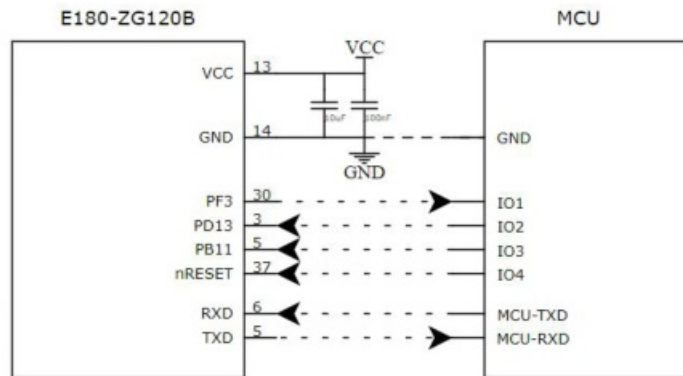 E180-ZG120B MCU
VCC
VCC 13
10uF 100nF
GND 14 GND
GND
PF3 30 IO1
PD13 3 IO2
PB11 5 IO3
nRESET 37 IO4
RXD 6 MCU-TXD
TXD 5 MCU-RXD